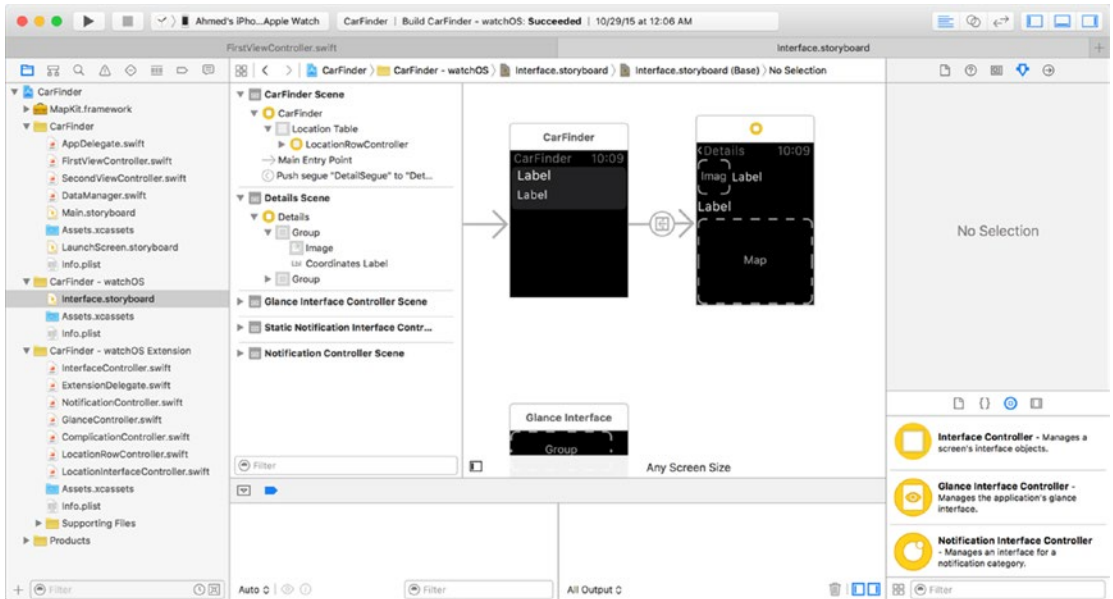 Ahmed's iPho...Apple Watch
CarFinder | Build CarFinder - watchOS: Succeeded | 10/29/15 at 12:06 AM
FirstViewController.swift
Interface.storyboard
CarFinder
MapKit.framework
CarFinder
AppDelegate.swift
FirstViewController.swift
SecondViewController.swift
DataManager.swift
Main.storyboard
Assets.xcassets
LaunchScreen.storyboard
Info.plist
CarFinder - watchOS
Interface.storyboard
Assets.xcassets
Info.plist
CarFinder - watchOS Extension
InterfaceController.swift
ExtensionDelegate.swift
NotificationController.swift
GlanceController.swift
ComplicationController.swift
LocationRowController.swift
LocationInterfaceController.swift
Assets.xcassets
Info.plist
Supporting Files
Products
Filter
CarFinder CarFinder - watchOS Interface.storyboard Interface.storyboard (Base) No Selection
CarFinder Scene
CarFinder
Location Table
LocationRowController
Main Entry Point
Push segue "DetailSegue" to "Det...
Details Scene
Details
Group
Image
Lbl Coordinates Label
Group
Glance Interface Controller Scene
Static Notification Interface Contr...
Notification Controller Scene
Filter
CarFinder
CarFinder 10:09
Label
Label
<Details 10:09
Imag Label
Label
Map
Glance Interface
Group
Any Screen Size
Auto
Filter
All Output
No Selection
{}
Interface Controller - Manages a
screen's interface objects.
Glance Interface Controller -
Manages the application's glance
interface.
Notification Interface Controller
- Manages an interface for a
notification category.
Filter